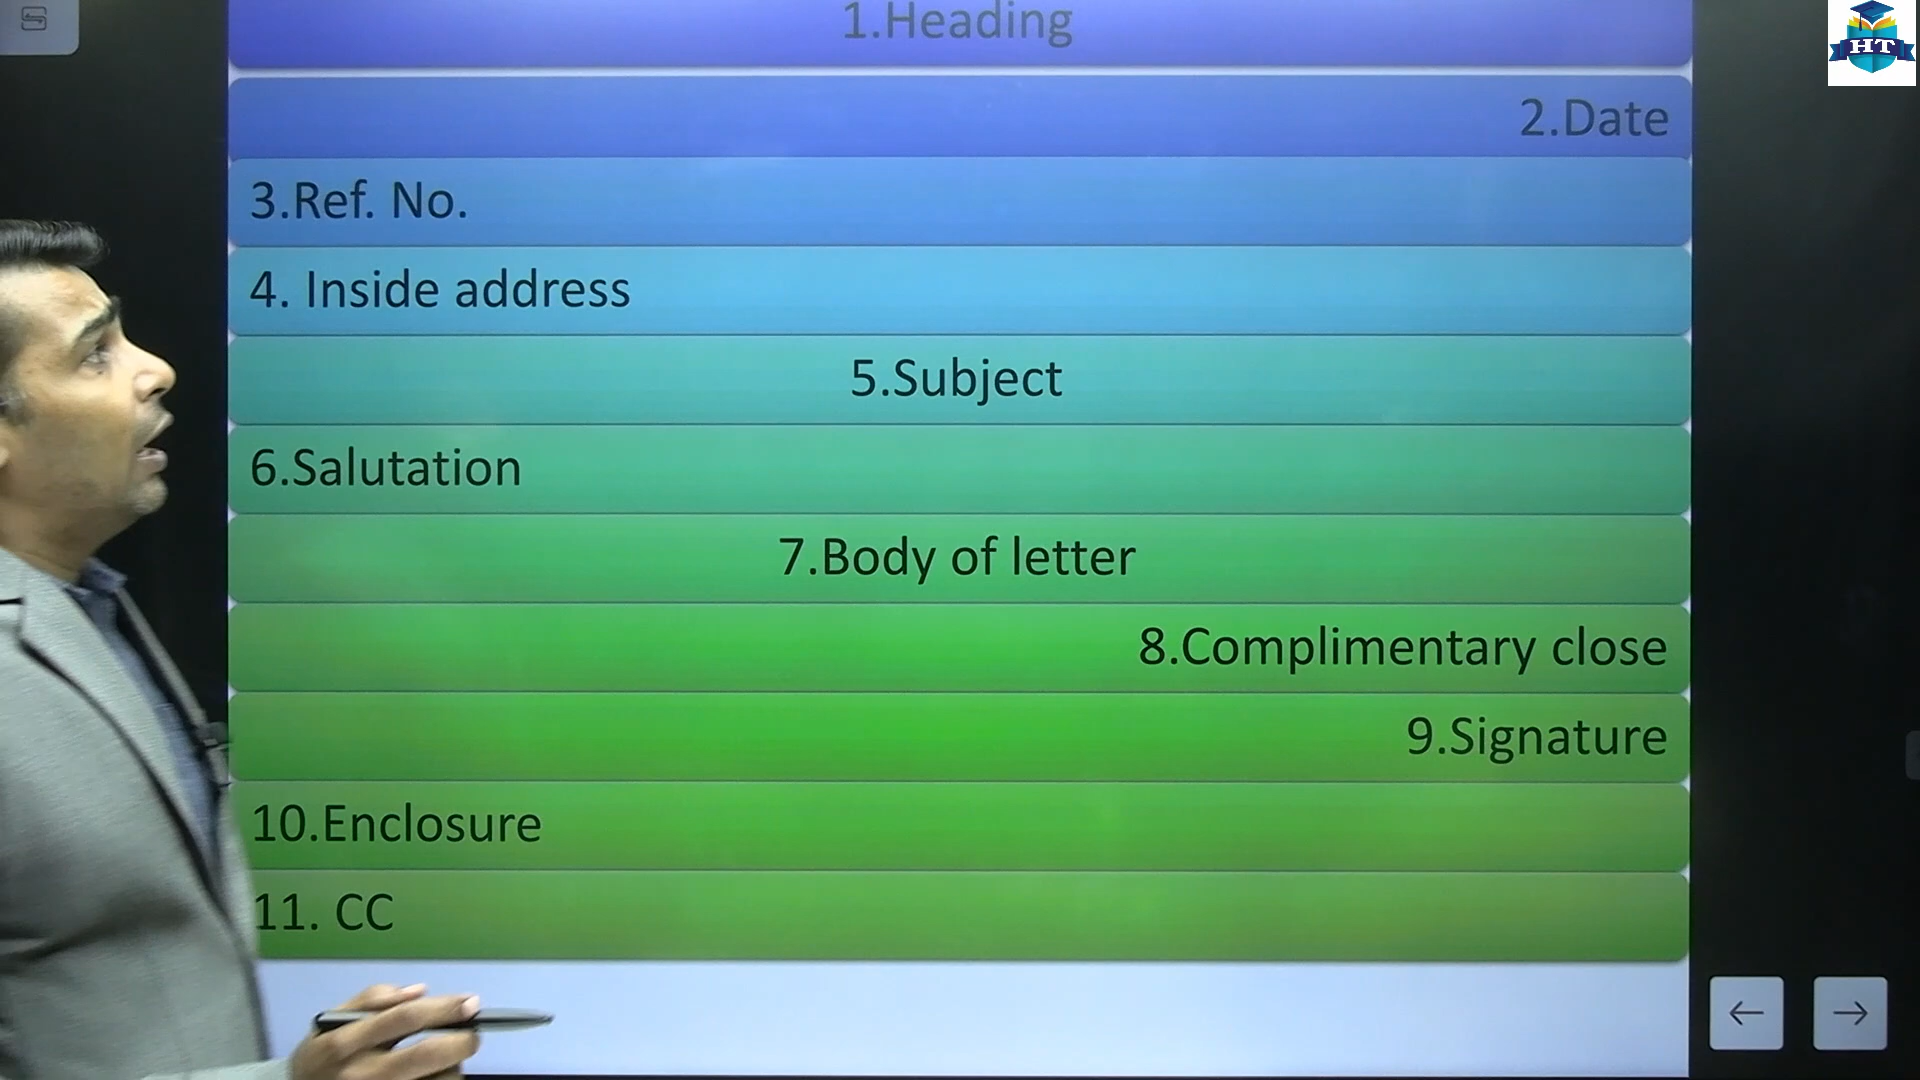 1.Heading
HT
2.Date
3.Ref. No.
4. Inside address
5.Subject
6.Salutation
7.Body of letter
8.Complimentary close
9.Signature
10.Enclosure
11. CC